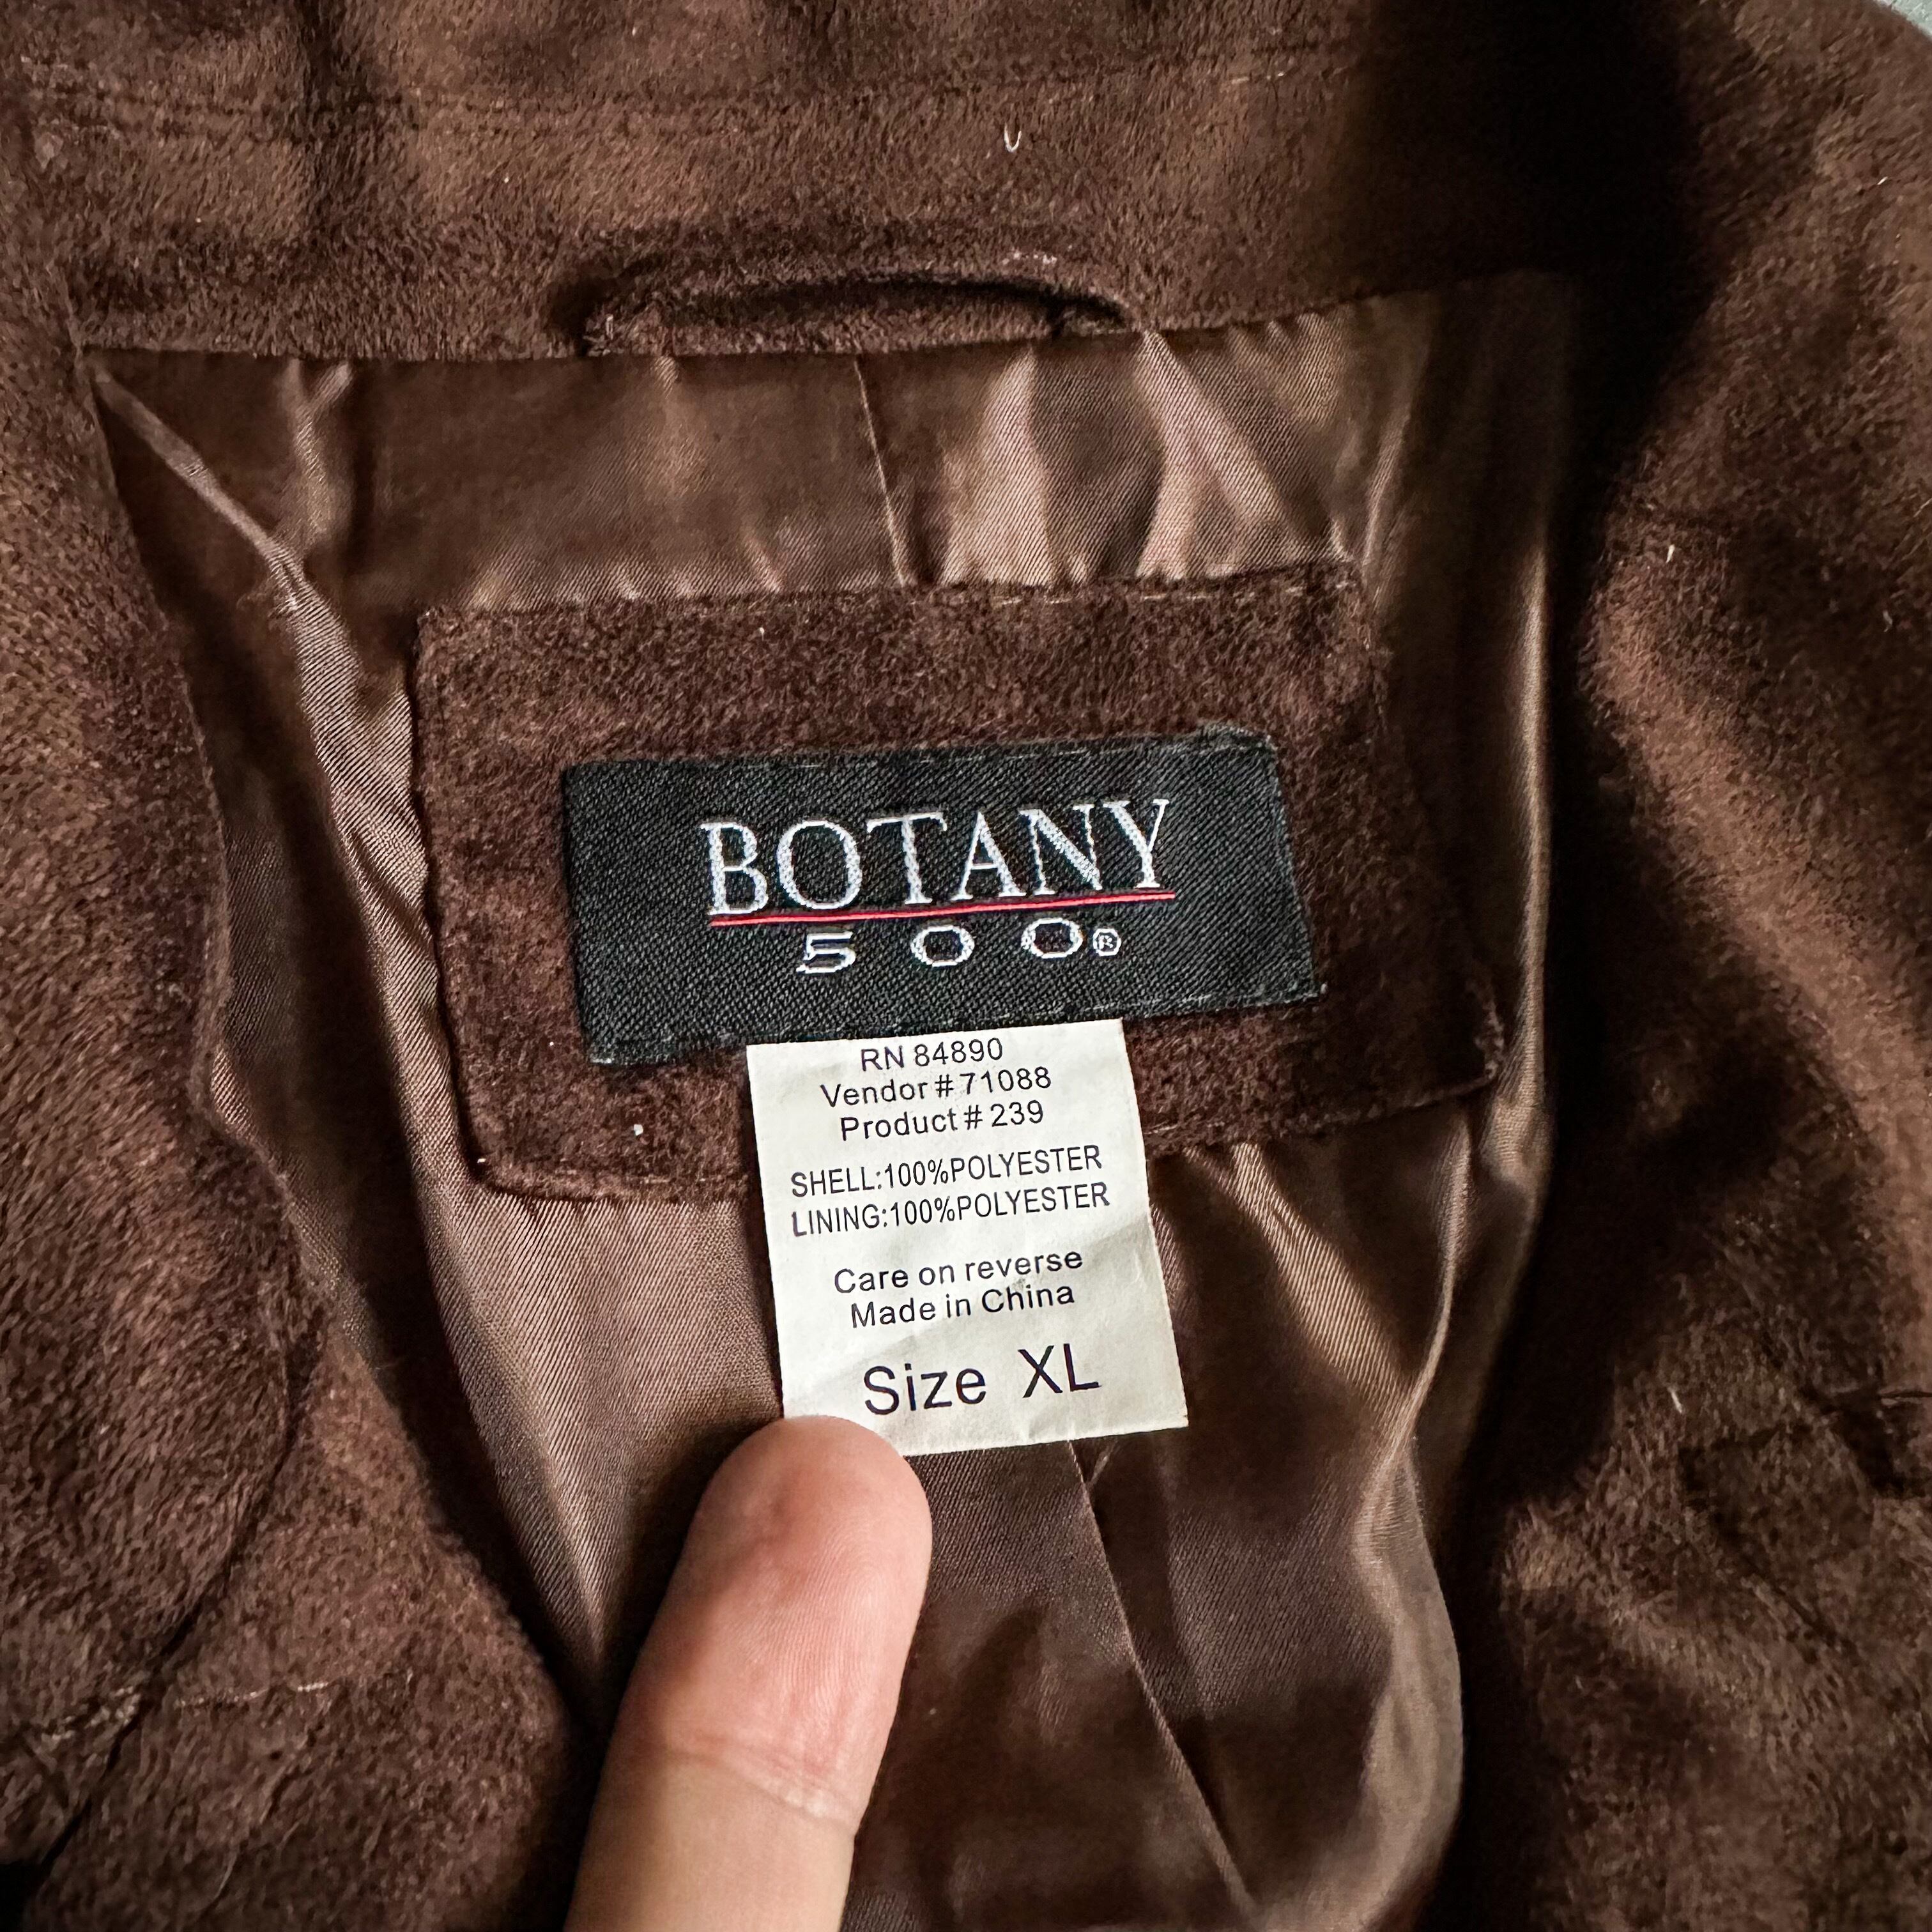 BOTANY
500®
RN 84890
Vendor # 71088
Product # 239
SHELL:100%POLYESTER
LINING:100%POLYESTER
Care on reverse
Made in China
Size XL